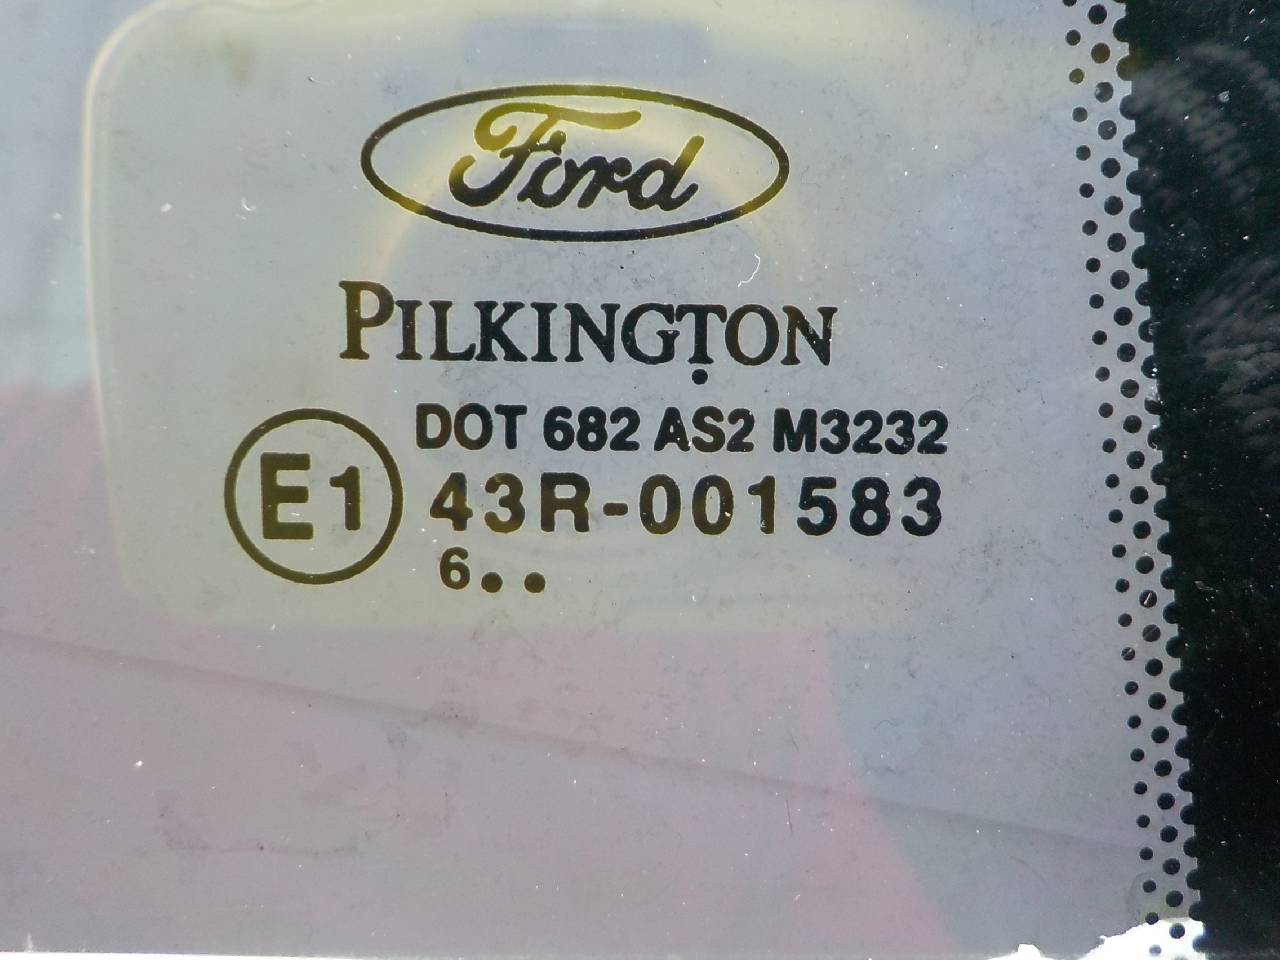 Ford
PILKINGTON
DOT 682 AS2 M3232
E1 43R-001583
6..